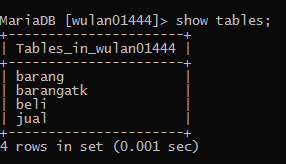 MariaDB [wulan01444]> show tables;
+----------------------+
| Tables_in_wulan01444 |
+----------------------+
| barang               |
| barangatk            |
| beli                 |
| jual                 |
+----------------------+
4 rows in set (0.001 sec)